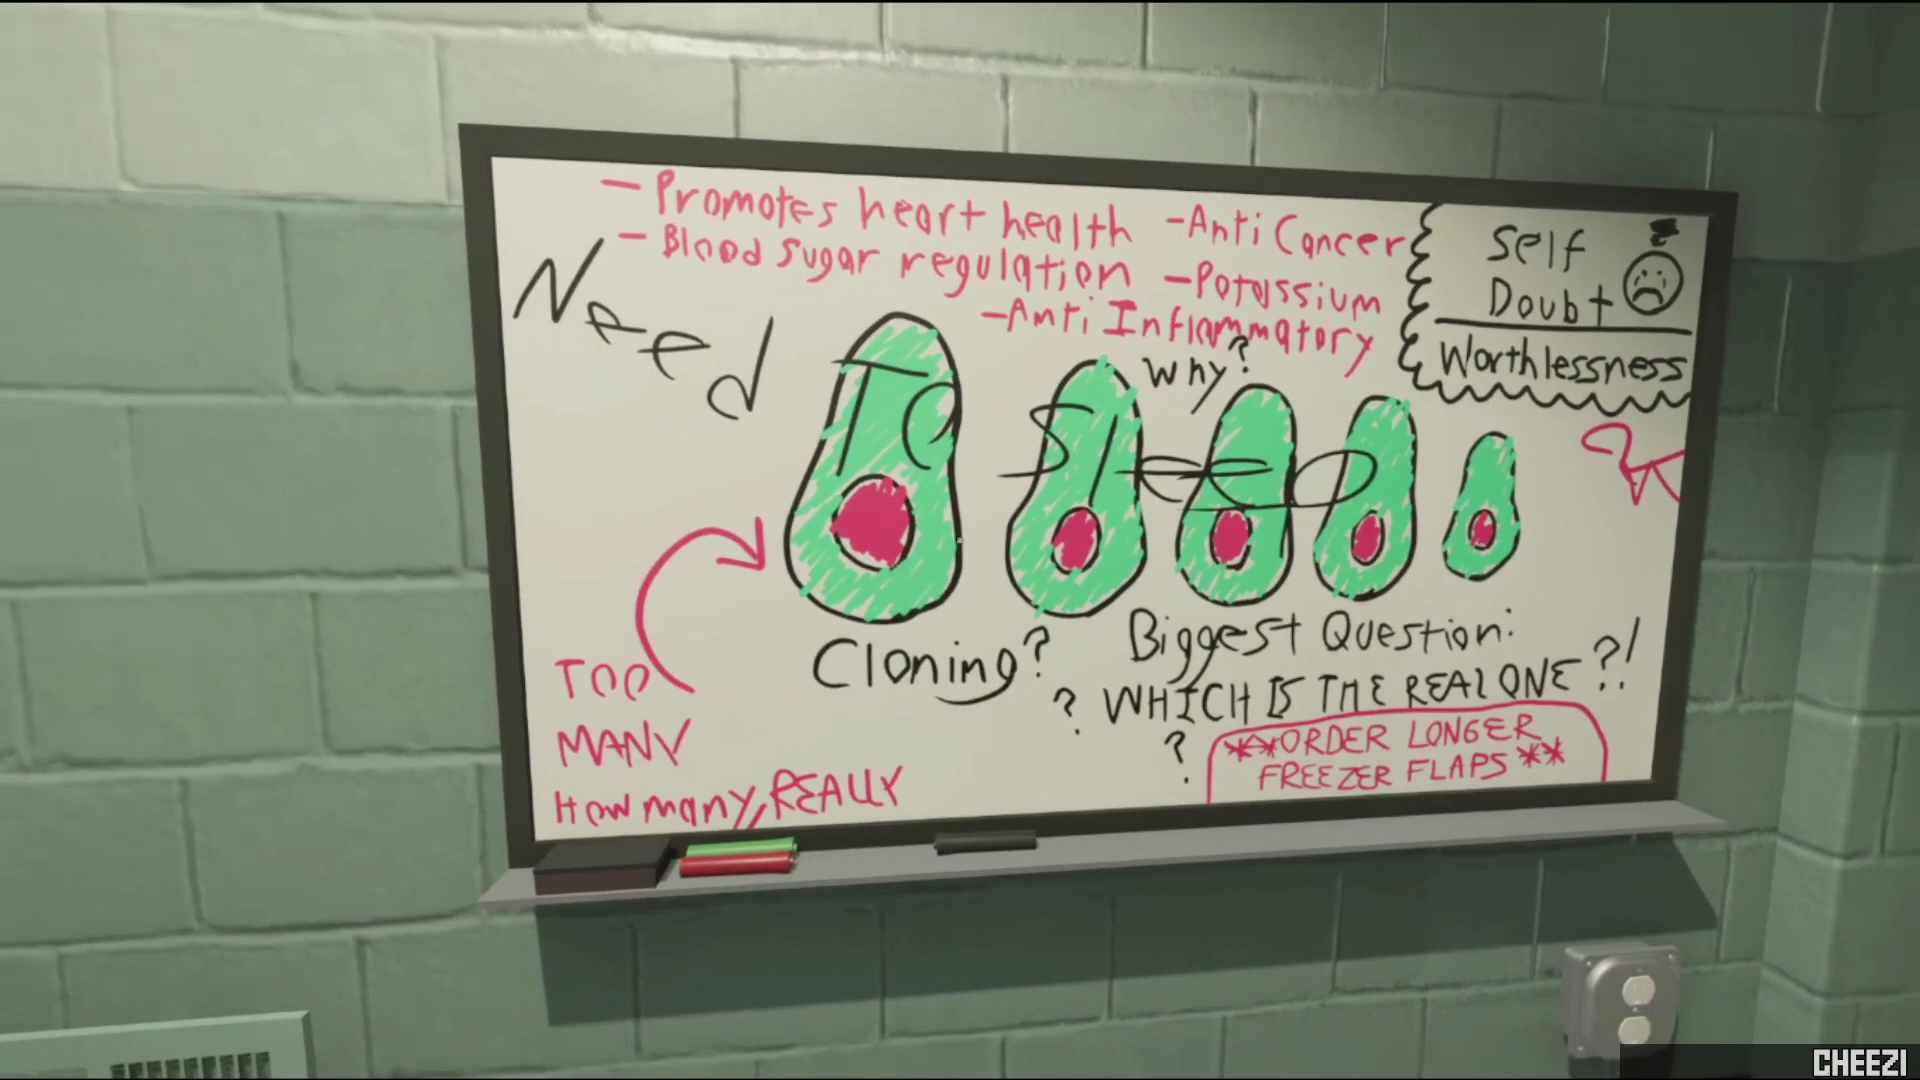 - Promotes heart health
- Blood sugar regulation
- Anti Cancer
- Potassium
- Anti Inflammatory
Self
Doubt
Worthlessness
Need To Sleep
Why?
Cloning?
Biggest Question:
? WHICH IS THE REAL ONE?!
?
TOO
MANY
How many, REALLY
**ORDER LONGER
FREEZER FLAPS**
CHEEZI